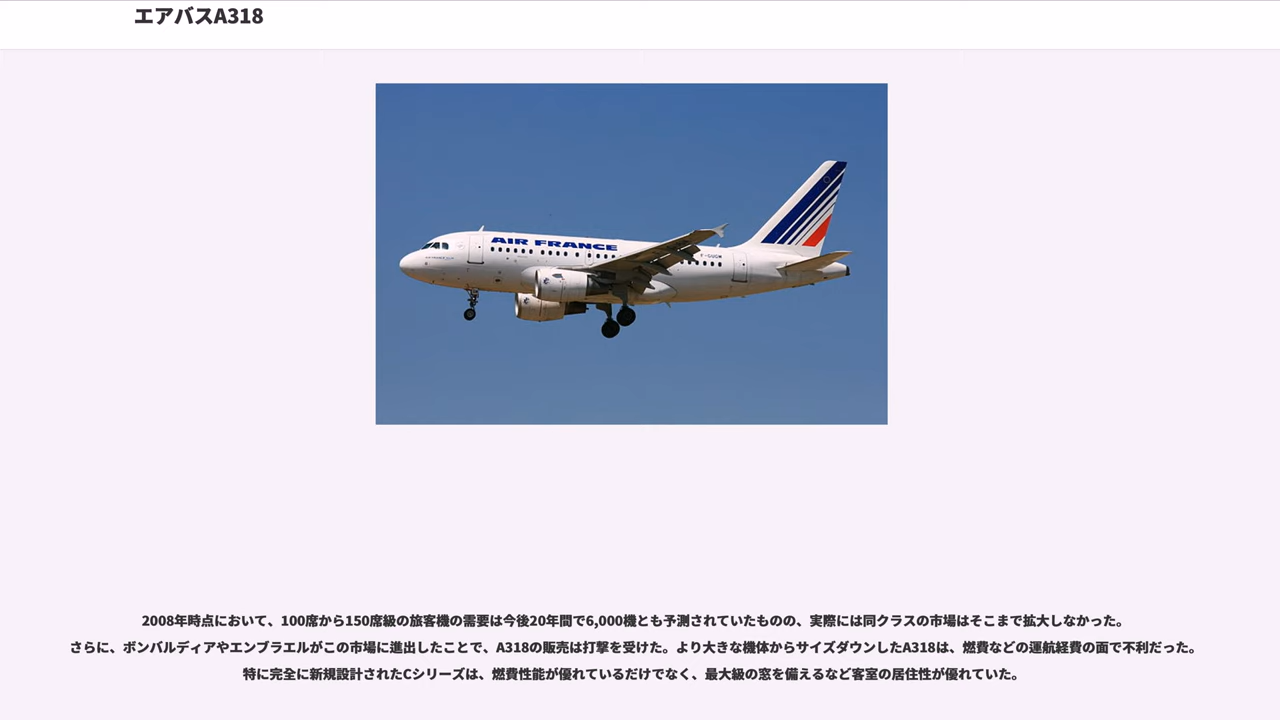 エアバスA318
AIR FRANCE
F-GUGM
2008年時点において、100席から150席級の旅客機の需要は今後20年間で6,000機とも予測されていたものの、実際には同クラスの市場はそこまで拡大しなかった。
さらに、ボンバルディアやエンブラエルがこの市場に進出したことで、A318の販売は打撃を受けた。より大きな機体からサイズダウンしたA318は、燃費などの運航経費の面で不利だった。
特に完全に新規設計されたCシリーズは、燃費性能が優れているだけでなく、最大級の窓を備えるなど客室の居住性が優れていた。